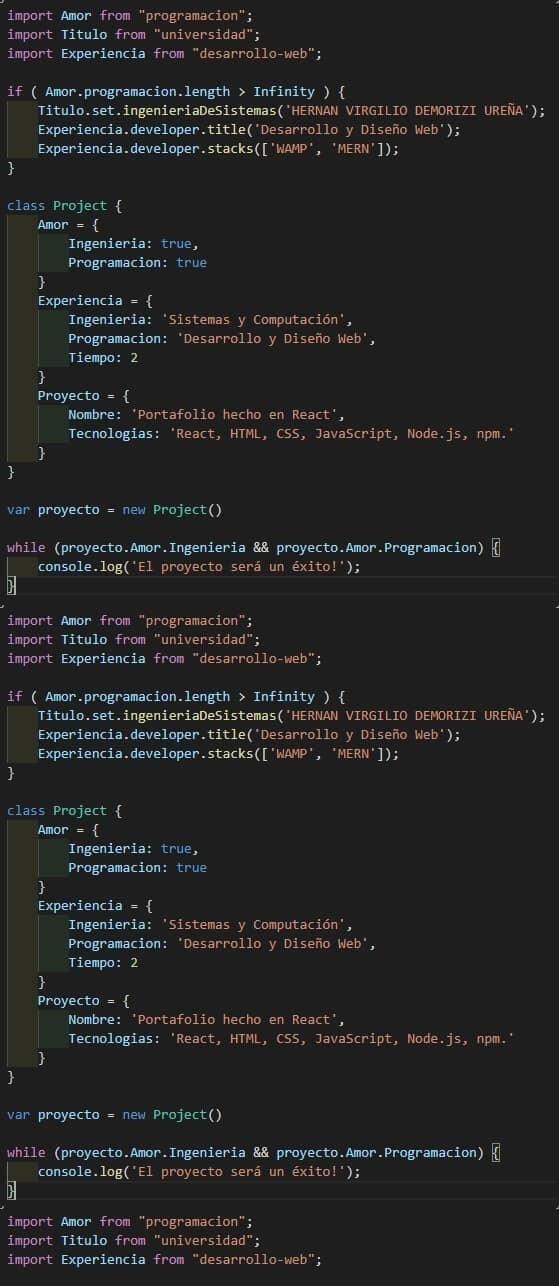 import Amor from "programacion";
import Titulo from "universidad";
import Experiencia from "desarrollo-web";

if ( Amor.programacion.length > Infinity ) {
    Titulo.set.ingenieriaDeSistemas('HERNAN VIRGILIO DEMORIZI UREÑA');
    Experiencia.developer.title('Desarrollo y Diseño Web');
    Experiencia.developer.stacks(['WAMP', 'MERN']);
}

class Project {
    Amor = {
        Ingenieria: true,
        Programacion: true
    }
    Experiencia = {
        Ingenieria: 'Sistemas y Computación',
        Programacion: 'Desarrollo y Diseño Web',
        Tiempo: 2
    }
    Proyecto = {
        Nombre: 'Portafolio hecho en React',
        Tecnologias: 'React, HTML, CSS, JavaScript, Node.js, npm.'
    }
}

var proyecto = new Project()

while (proyecto.Amor.Ingenieria && proyecto.Amor.Programacion) {
    console.log('El proyecto será un éxito!');
}
import Amor from "programacion";
import Titulo from "universidad";
import Experiencia from "desarrollo-web";

if ( Amor.programacion.length > Infinity ) {
    Titulo.set.ingenieriaDeSistemas('HERNAN VIRGILIO DEMORIZI UREÑA');
    Experiencia.developer.title('Desarrollo y Diseño Web');
    Experiencia.developer.stacks(['WAMP', 'MERN']);
}

class Project {
    Amor = {
        Ingenieria: true,
        Programacion: true
    }
    Experiencia = {
        Ingenieria: 'Sistemas y Computación',
        Programacion: 'Desarrollo y Diseño Web',
        Tiempo: 2
    }
    Proyecto = {
        Nombre: 'Portafolio hecho en React',
        Tecnologias: 'React, HTML, CSS, JavaScript, Node.js, npm.'
    }
}

var proyecto = new Project()

while (proyecto.Amor.Ingenieria && proyecto.Amor.Programacion) {
    console.log('El proyecto será un éxito!');
}
import Amor from "programacion";
import Titulo from "universidad";
import Experiencia from "desarrollo-web";